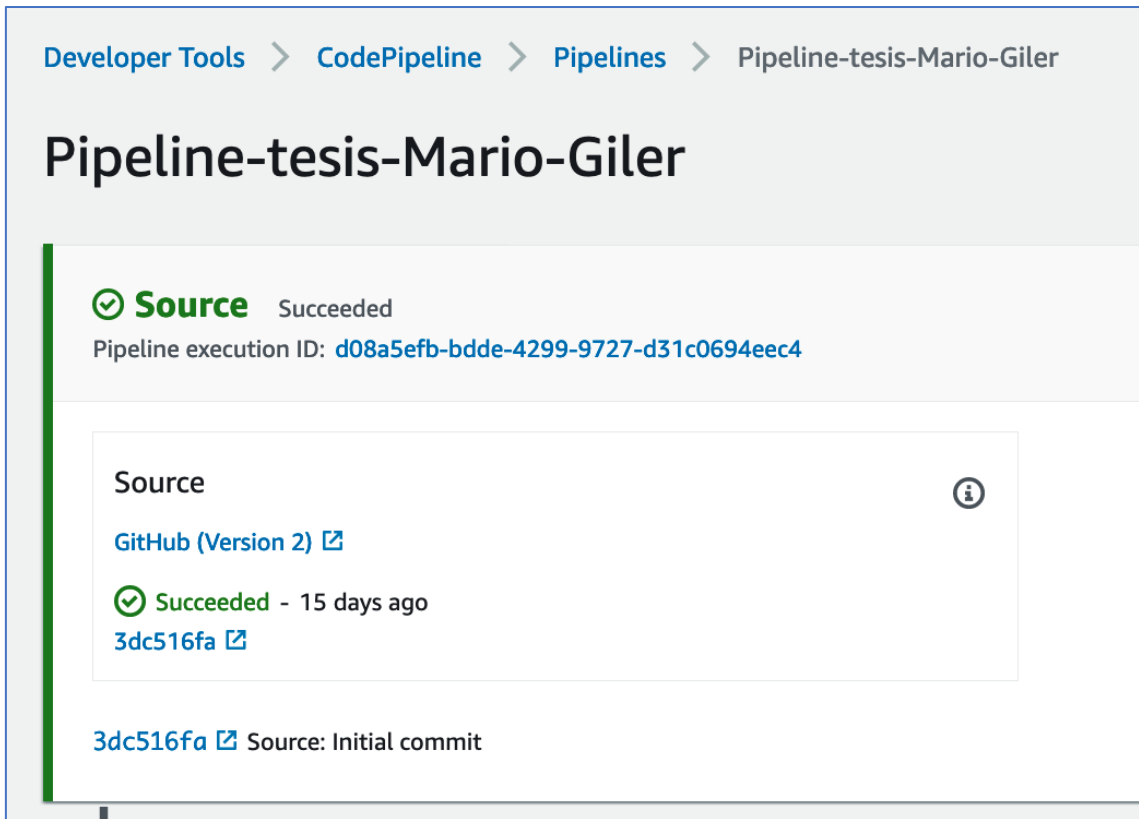 Developer Tools > CodePipeline > Pipelines > Pipeline-tesis-Mario-Giler
Pipeline-tesis-Mario-Giler
Source Succeeded
Pipeline execution ID: d08a5efb-bdde-4299-9727-d31c0694eec4
Source
GitHub (Version 2)
Succeeded - 15 days ago
3dc516fa
3dc516fa Source: Initial commit